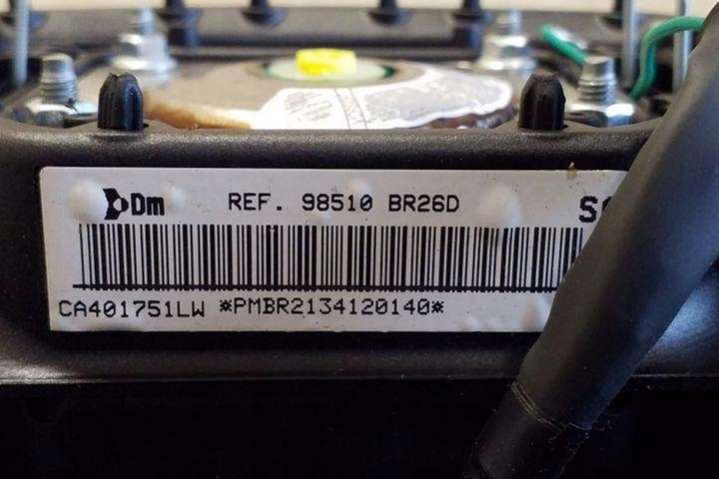 Dm REF. 98510 BR26D
CA401751LW *PMBR2134120140*